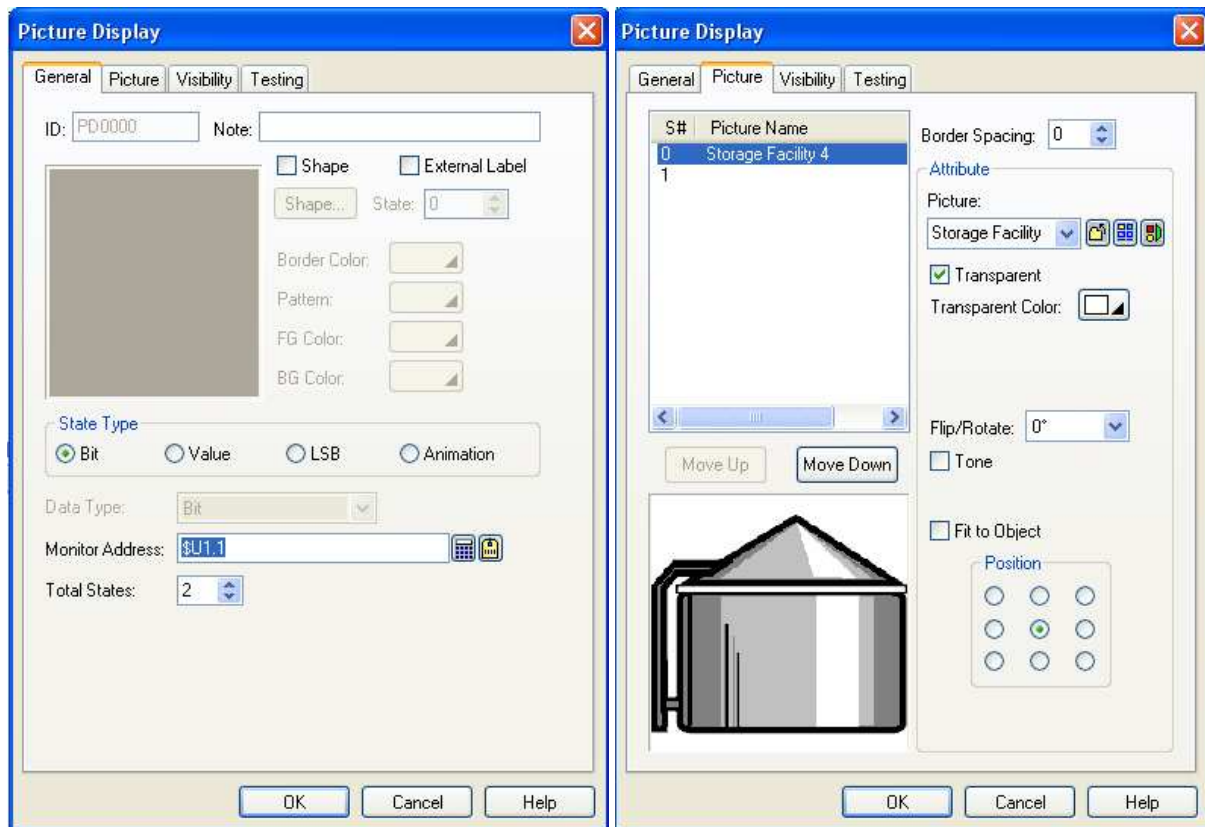 Picture Display
General Picture Visibility Testing
ID: PD0000 Note:
Shape External Label
Shape... State: 0
Border Color:
Pattern:
FG Color:
BG Color:
State Type
Bit Value LSB Animation
Data Type: Bit
Monitor Address: $U1.1
Total States: 2
OK Cancel Help
Picture Display
General Picture Visibility Testing
S# Picture Name
0 Storage Facility 4
1
Border Spacing: 0
Attribute
Picture:
Storage Facility
Transparent
Transparent Color:
Flip/Rotate: 0°
Tone
Move Up Move Down
Fit to Object
Position
OK Cancel Help